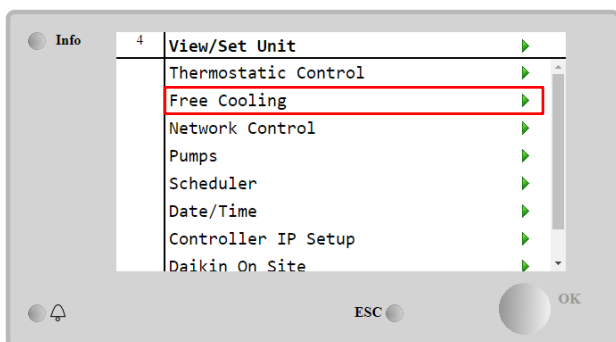 Info
4 View/Set Unit
Thermostatic Control
Free Cooling
Network Control
Pumps
Scheduler
Date/Time
Controller IP Setup
Daikin On Site
ESC
OK